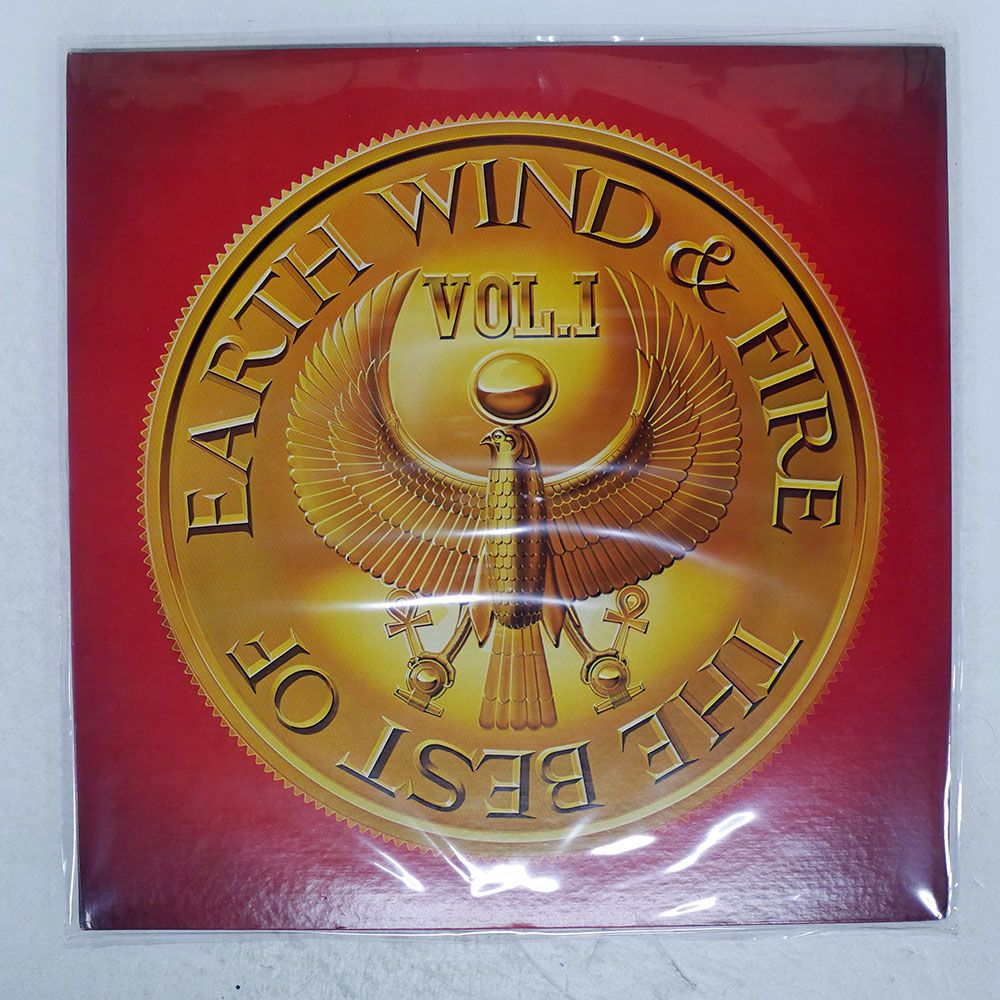 THE BEST OF
EARTH WIND & FIRE
VOL.I